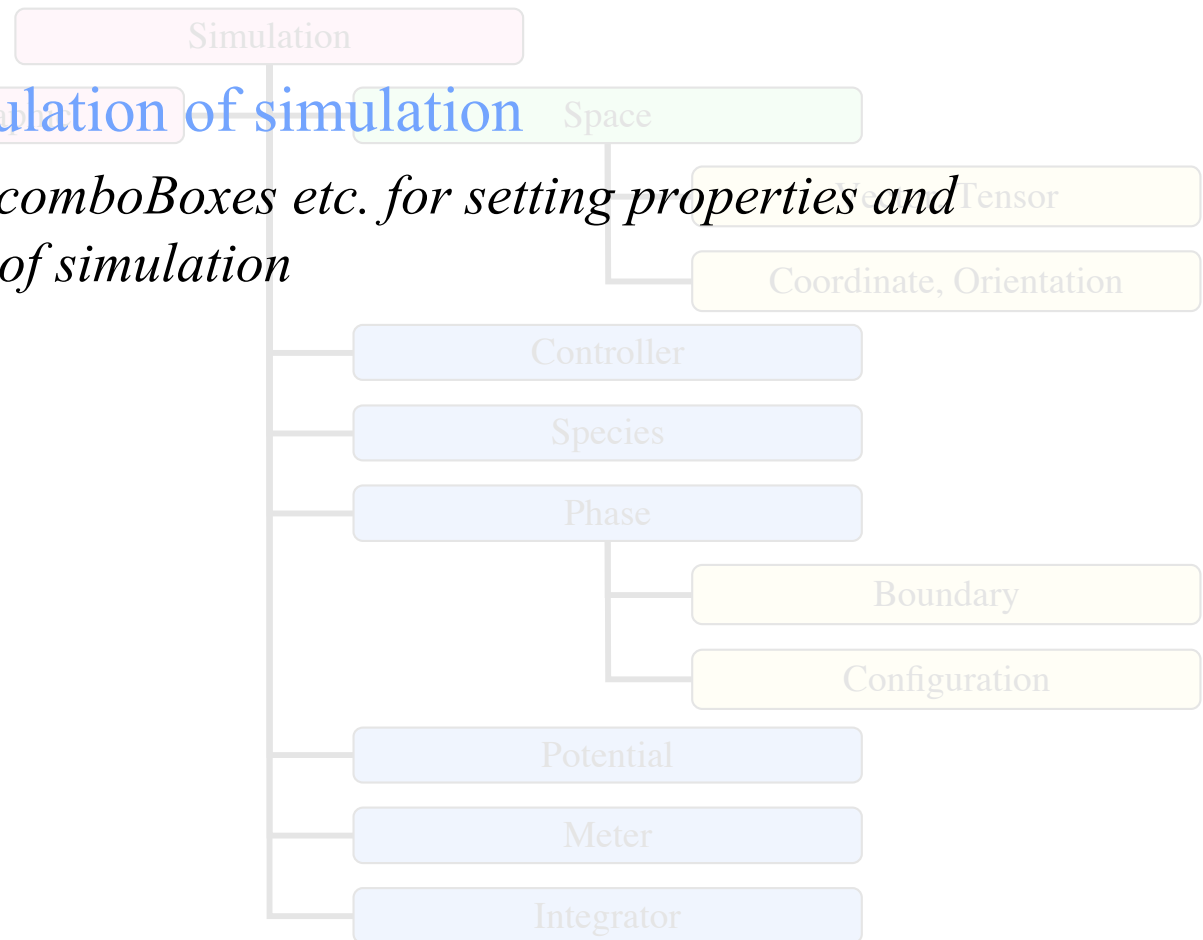 Simulation
ulation of simulation
Space
comboBoxes etc. for setting properties and
Tensor
of simulation
Coordinate, Orientation
Controller
Species
Phase
Boundary
Configuration
Potential
Meter
Integrator